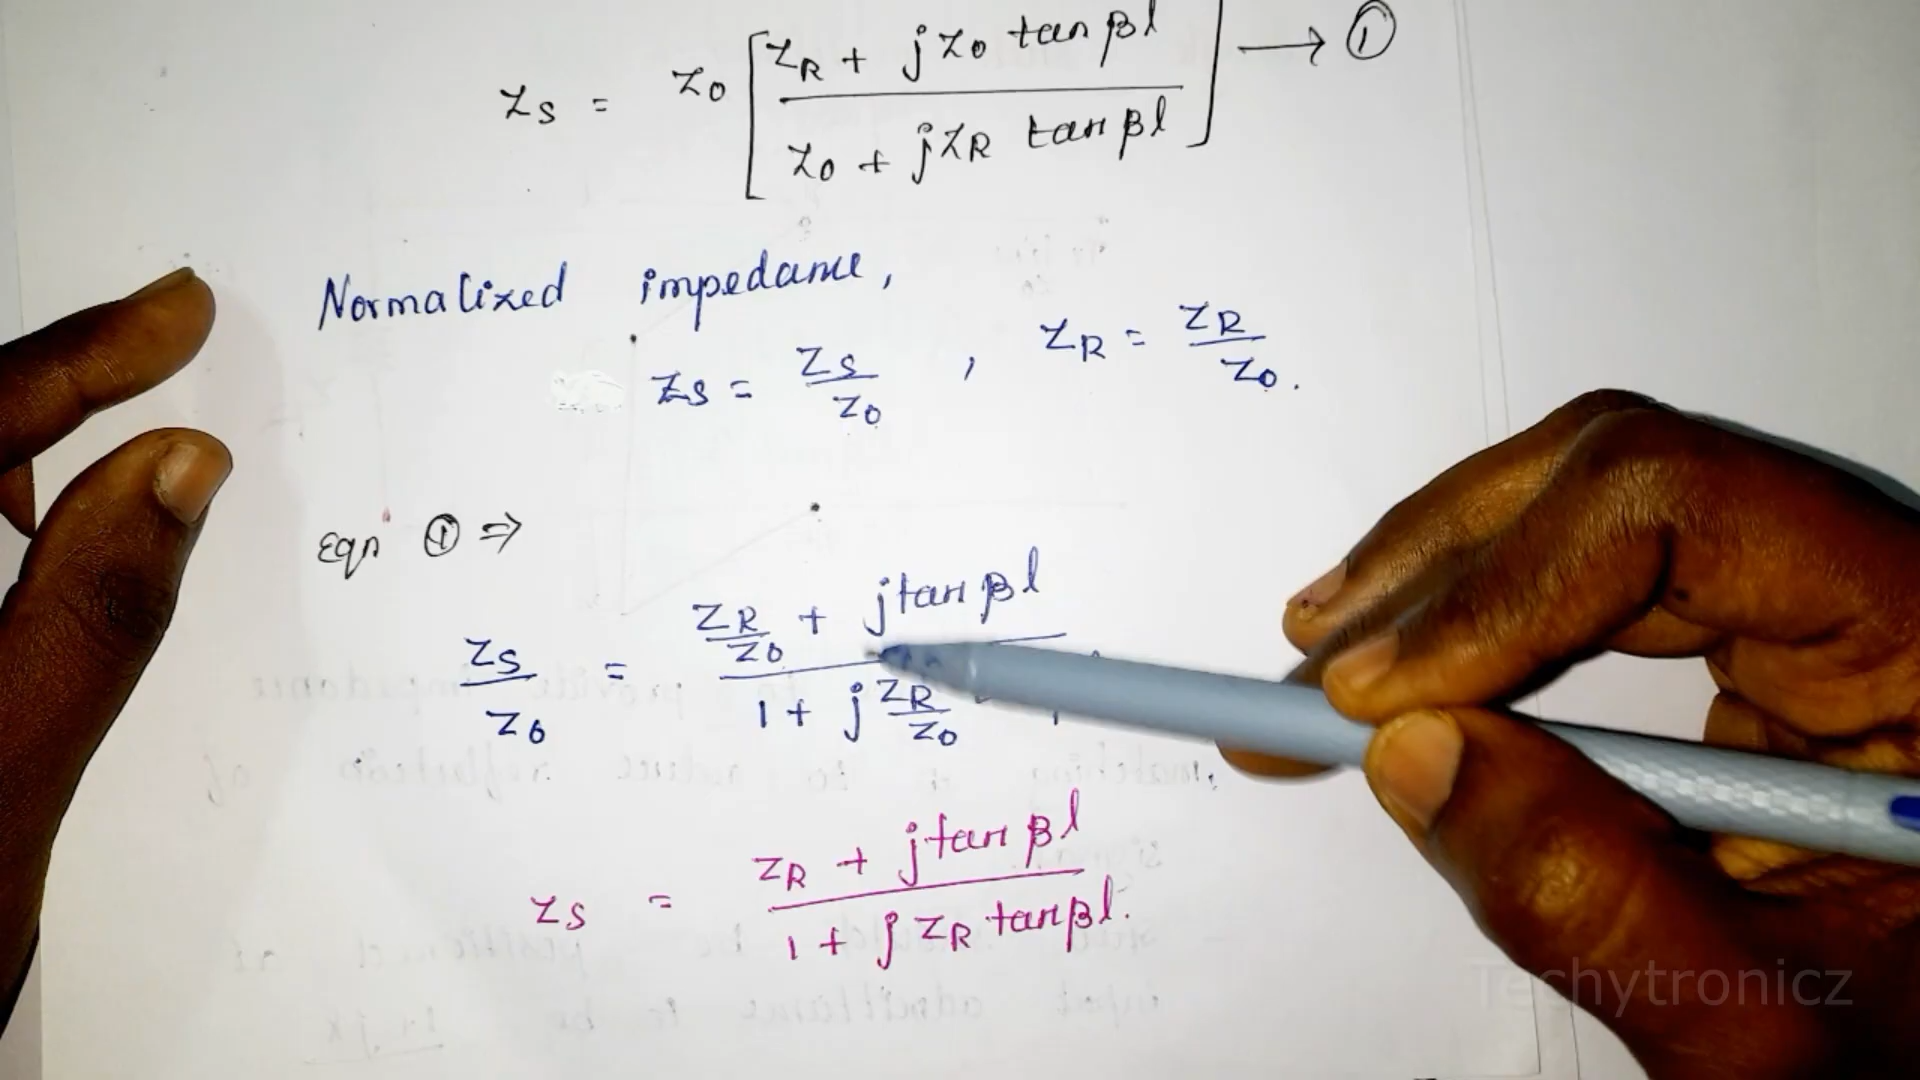 Zs = Z0 [ ZR + j Z0 tan βl / Z0 + j ZR tan βl ] → ①
Normalized impedance,
Zs = Zs / Z0 , ZR = ZR / Z0 .
Eqn ① ⇒
Zs / Z0 = ZR / Z0 + j tan βl / 1 + j ZR / Z0
Zs = ZR + j tan βl / 1 + j ZR tan βl .
Techytronicz